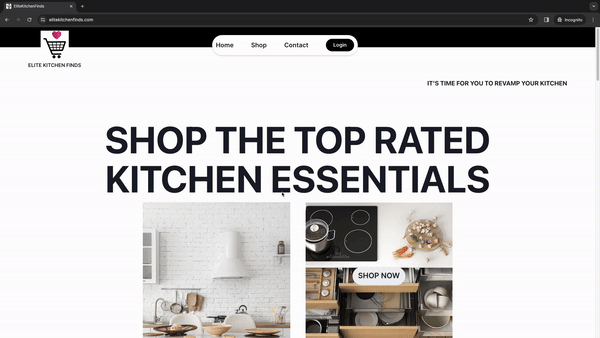 EliteKitchenFinds
elitekitchenfinds.com
Incognito
Home
Shop
Contact
Login
ELITE KITCHEN FINDS
IT'S TIME FOR YOU TO REVAMP YOUR KITCHEN
SHOP THE TOP RATED
KITCHEN ESSENTIALS
SHOP NOW